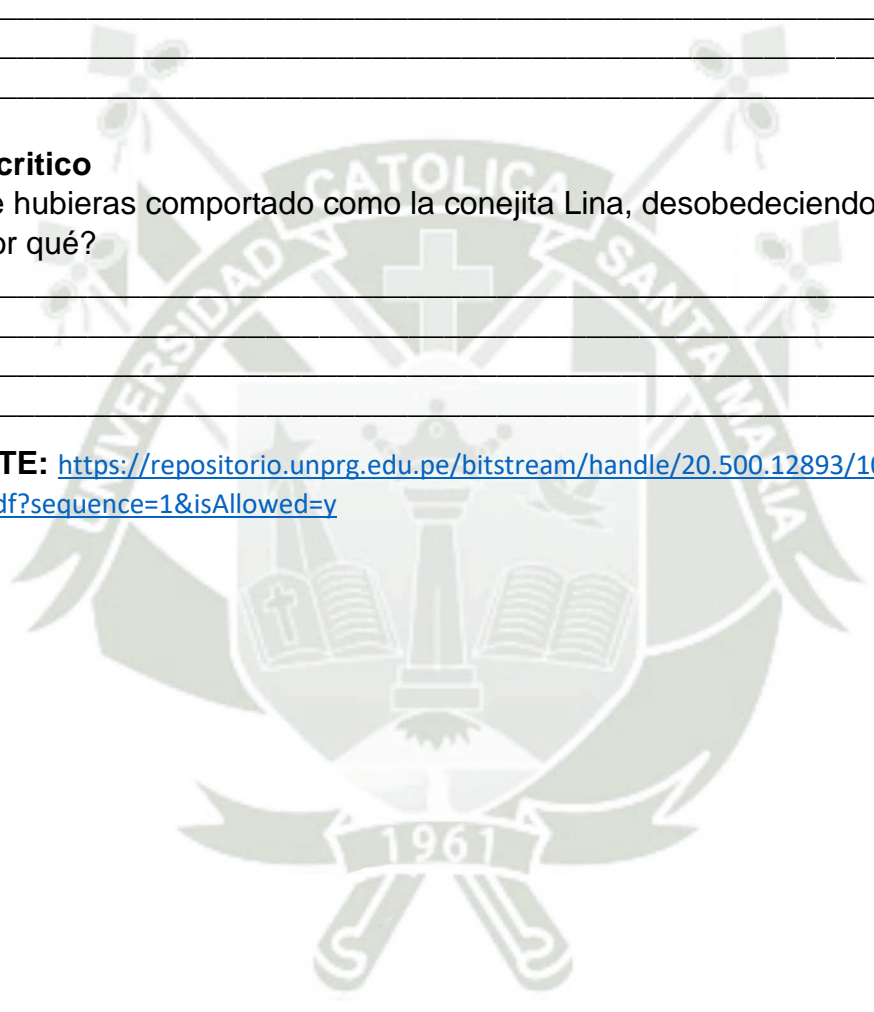 critico
e hubieras comportado como la conejita Lina, desobedeciendo
or qué?
TE: https://repositorio.unprg.edu.pe/bitstream/handle/20.500.12893/10
df?sequence=1&isAllowed=y
UNIVERSIDAD CATOLICA SANTA MARIA
1961